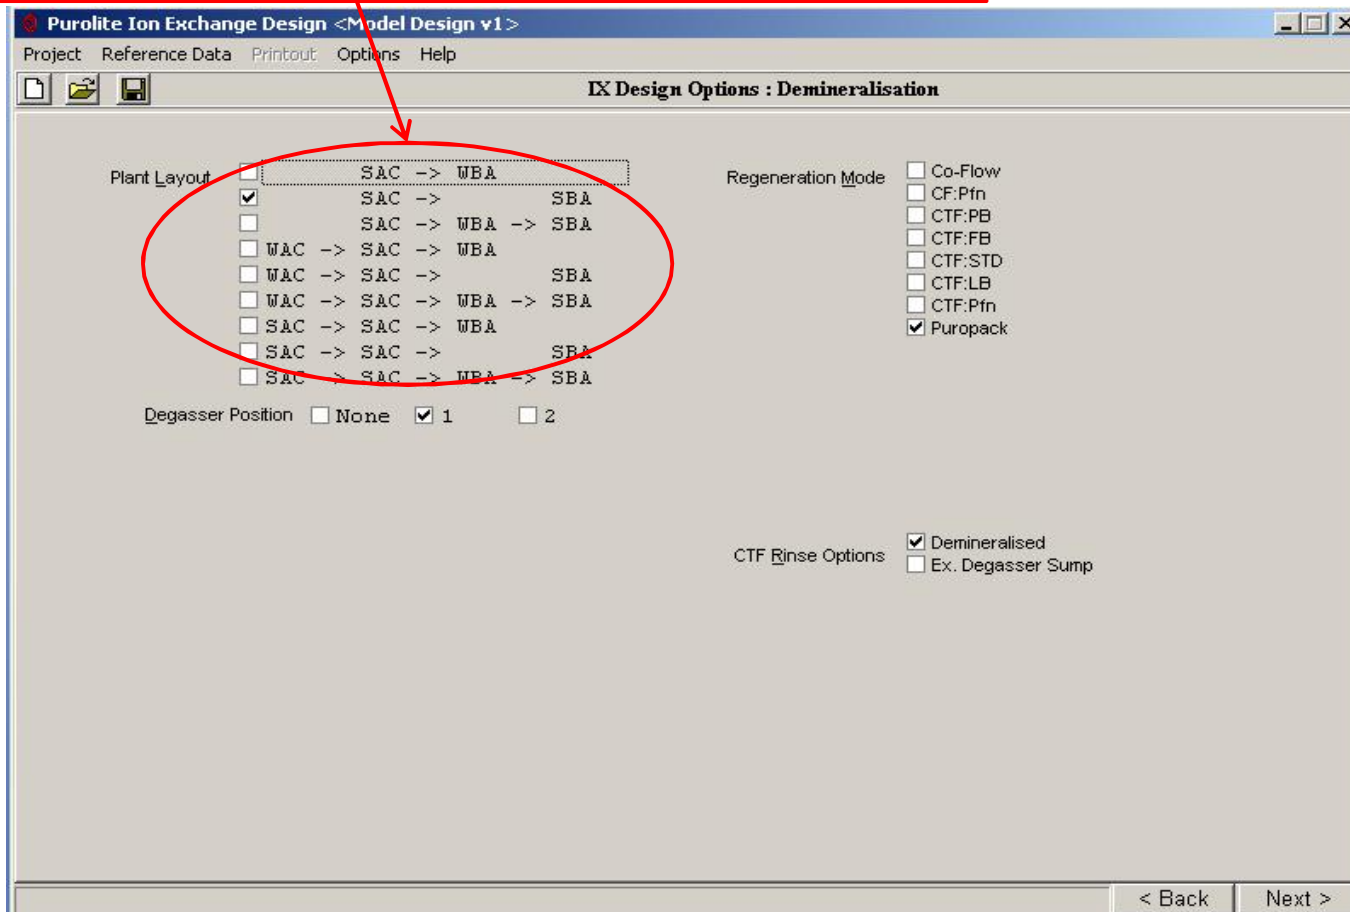 Purolite Ion Exchange Design <Model Design v1>
Project Reference Data Printout Options Help
IX Design Options : Demineralisation
Plant Layout
SAC -> WBA
SAC -> SBA
SAC -> WBA -> SBA
WAC -> SAC -> WBA
WAC -> SAC -> SBA
WAC -> SAC -> WBA -> SBA
SAC -> SAC -> WBA
SAC -> SAC -> SBA
SAC -> SAC -> WBA -> SBA
Degasser Position None 1 2
Regeneration Mode
Co-Flow
CF:Pfn
CTF:PB
CTF:FB
CTF:STD
CTF:LB
CTF:Pfn
Puropack
CTF Rinse Options
Demineralised
Ex. Degasser Sump
< Back Next >